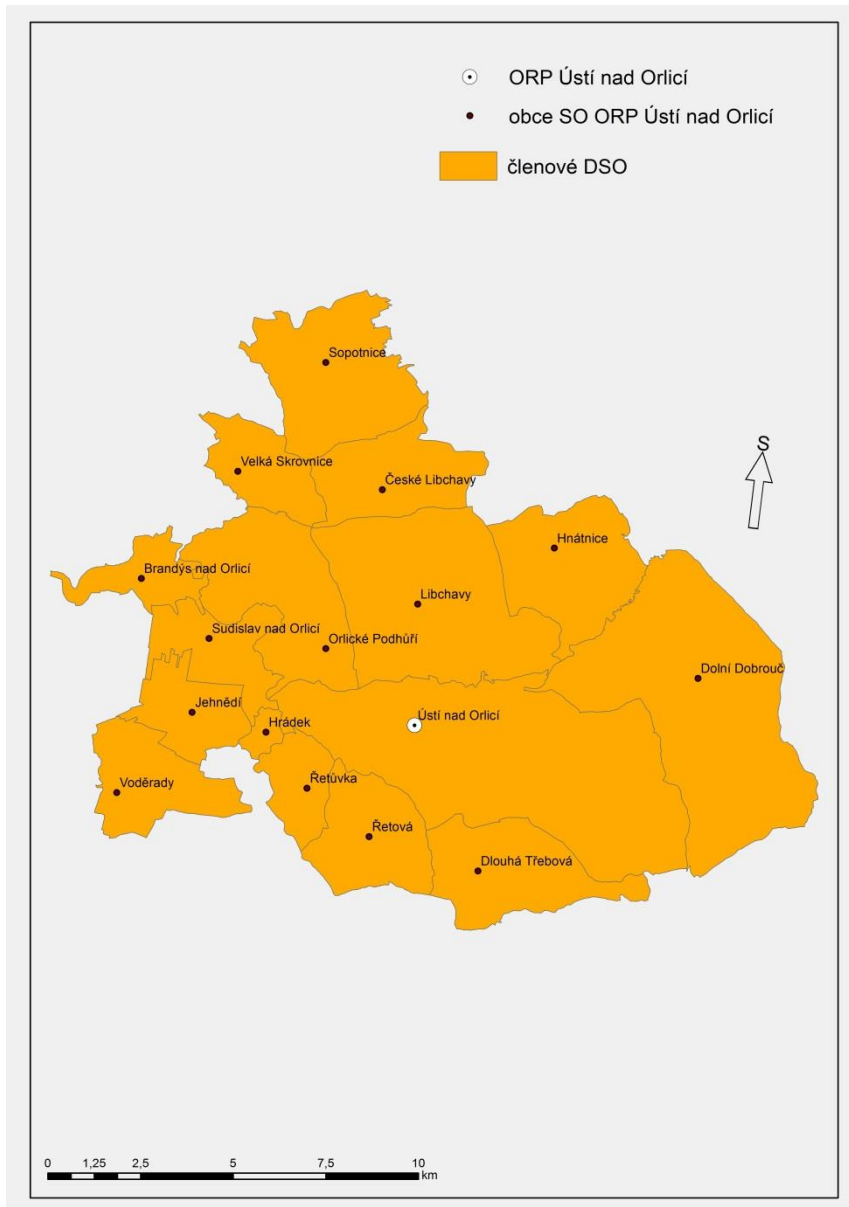 ORP Ústí nad Orlicí
obce SO ORP Ústí nad Orlicí
členové DSO
Sopotnice
Velká Skrovnice
České Libchavy
S
Hnátnice
Brandýs nad Orlicí
Libchavy
Sudislav nad Orlicí
Orlické Podhůří
Dolní Dobrouč
Jehnědí
Hrádek
Ústí nad Orlicí
Voděrady
Řetůvka
Řetová
Dlouhá Třebová
0 1,25 2,5 5 7,5 10
km